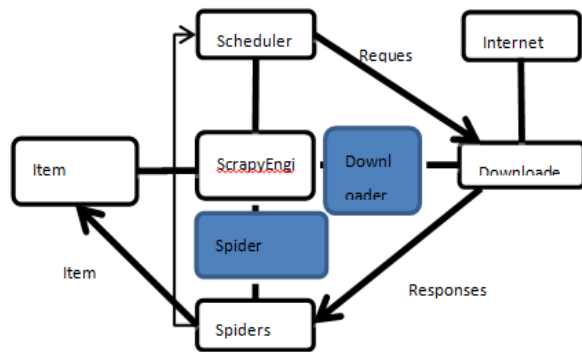 Scheduler
Internet
Reques
Item
ScrapyEngi
Downl
oader
Downloade
Spider
Item
Responses
Spiders